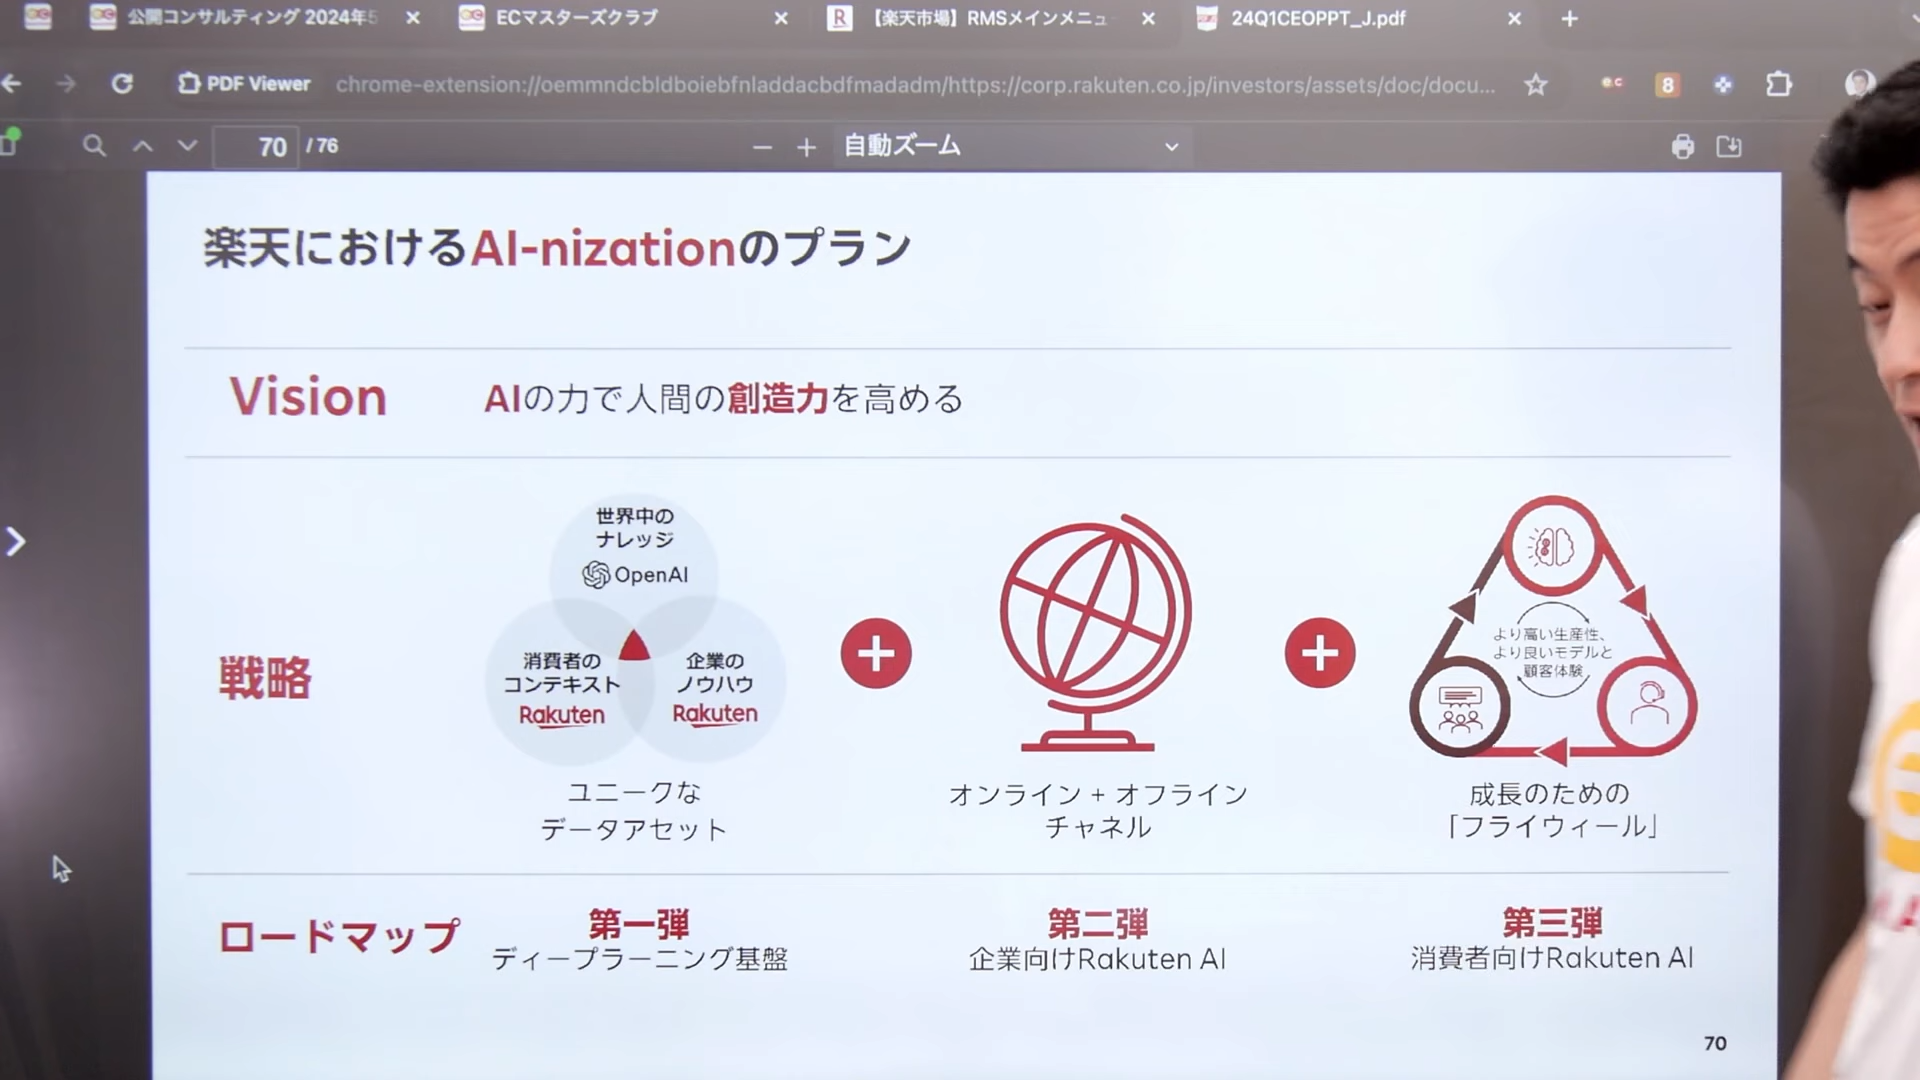 公開コンサルティング 2024年5
ECマスターズクラブ
【楽天市場】RMSメインメニュー
24Q1CEOPPT_J.pdf
PDF Viewer
chrome-extension://oemmndcbldboiebfnladdacbdfmadadm/https://corp.rakuten.co.jp/investors/assets/doc/docu...
8
70 / 76
自動ズーム
楽天におけるAI-nizationのプラン
Vision
AIの力で人間の創造力を高める
戦略
世界中の
ナレッジ
OpenAI
消費者の
コンテキスト
Rakuten
企業の
ノウハウ
Rakuten
ユニークな
データアセット
オンライン + オフライン
チャネル
より高い生産性、
より良いモデルと
顧客体験
成長のための
「フライウィール」
ロードマップ
第一弾
ディープラーニング基盤
第二弾
企業向けRakuten AI
第三弾
消費者向けRakuten AI
70